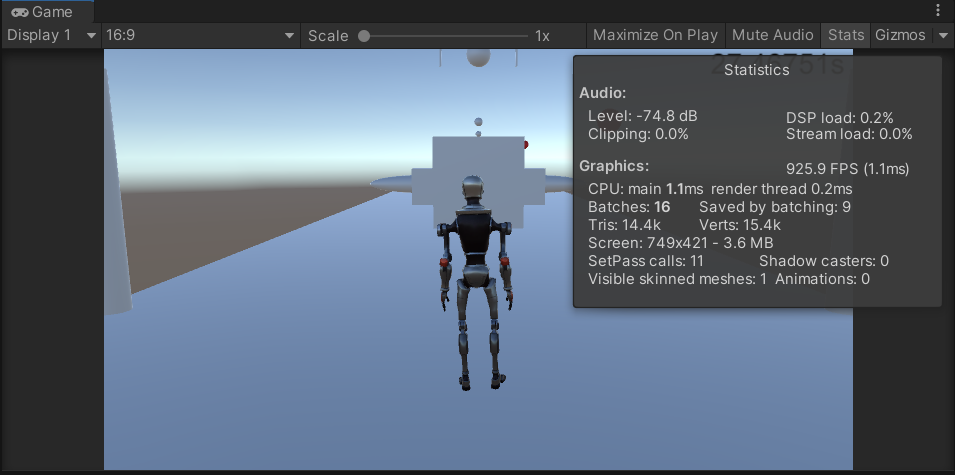 Game
Display 1 16:9 Scale 1x Maximize On Play Mute Audio Stats Gizmos
Statistics
Audio:
Level: -74.8 dB DSP load: 0.2%
Clipping: 0.0% Stream load: 0.0%
Graphics: 925.9 FPS (1.1ms)
CPU: main 1.1ms render thread 0.2ms
Batches: 16 Saved by batching: 9
Tris: 14.4k Verts: 15.4k
Screen: 749x421 - 3.6 MB
SetPass calls: 11 Shadow casters: 0
Visible skinned meshes: 1 Animations: 0